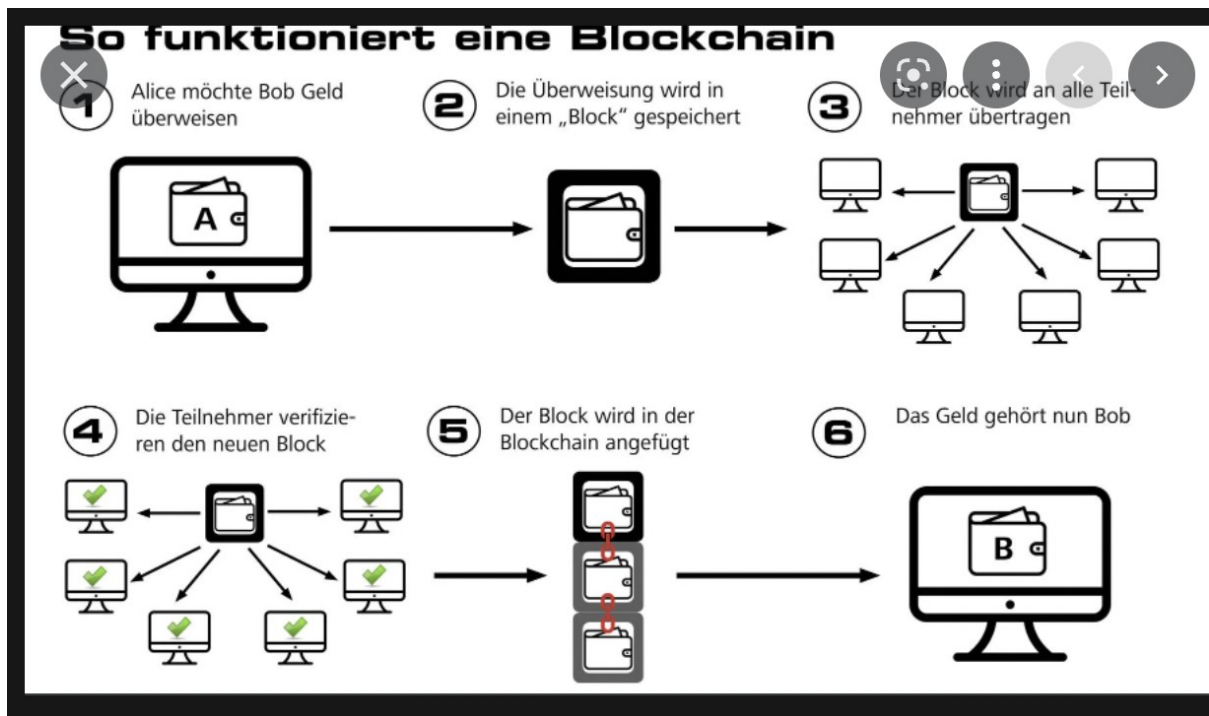 So funktioniert eine Blockchain
1
Alice möchte Bob Geld
überweisen
2
Die Überweisung wird in
einem „Block“ gespeichert
3
Der Block wird an alle Teil-
nehmer übertragen
A
4
Die Teilnehmer verifizie-
ren den neuen Block
5
Der Block wird in der
Blockchain angefügt
6
Das Geld gehört nun Bob
B